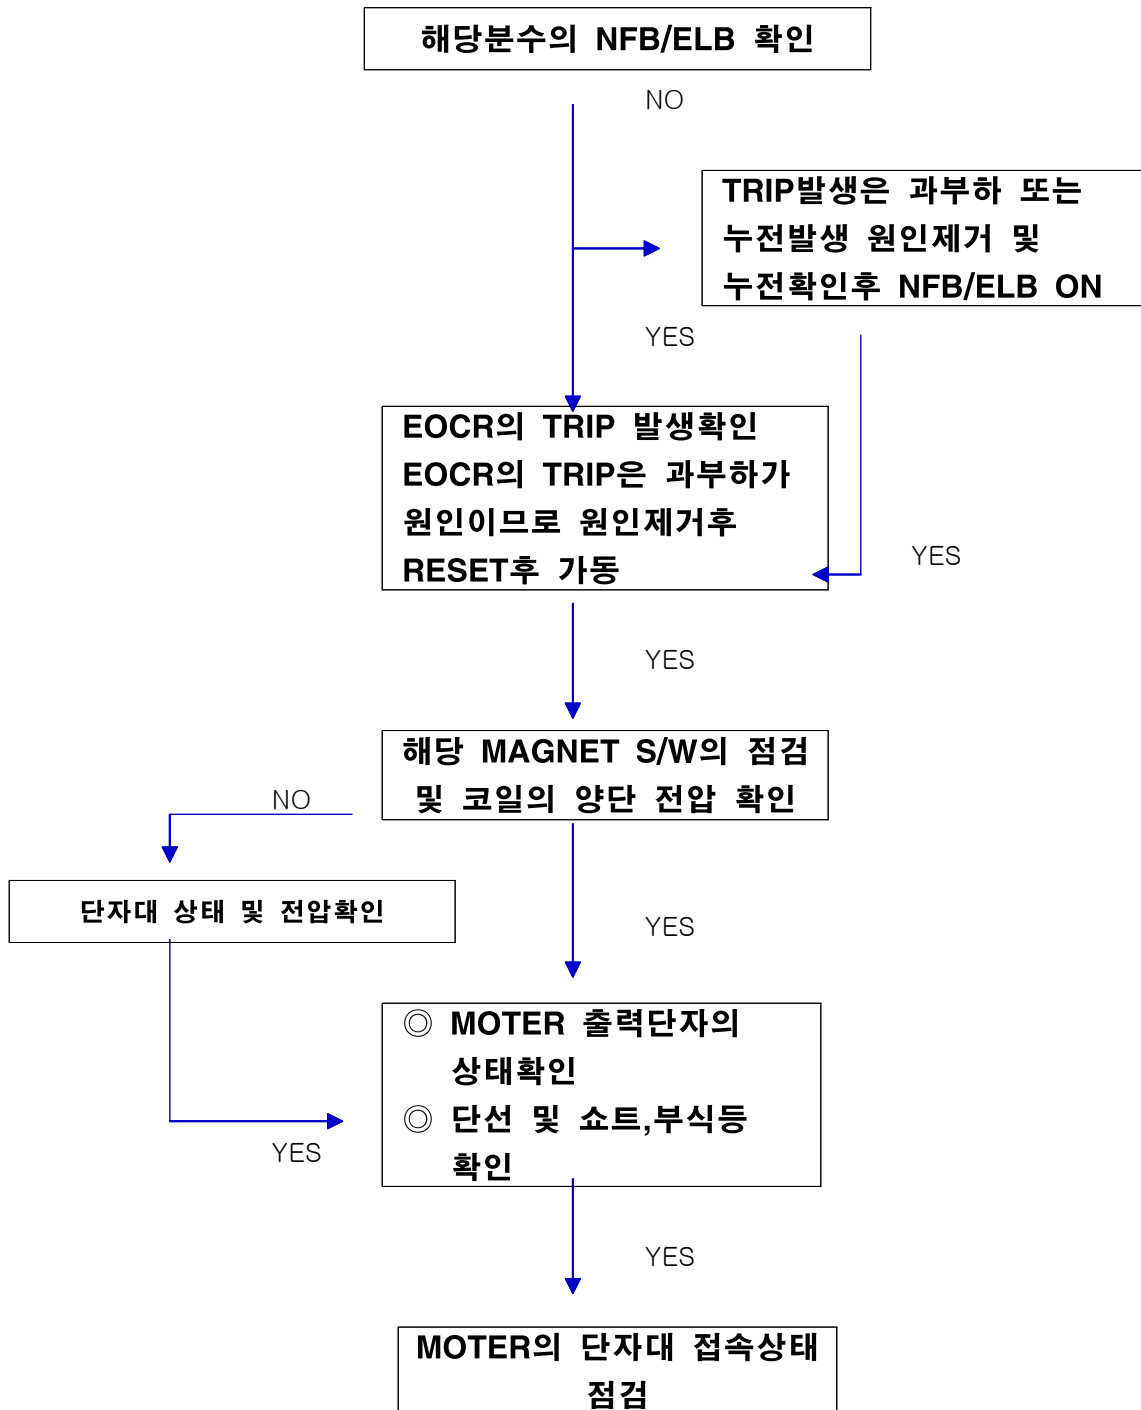 해당분수의 NFB/ELB 확인
NO
TRIP발생은 과부하 또는
누전발생 원인제거 및
누전확인후 NFB/ELB ON
YES
EOCR의 TRIP 발생확인
EOCR의 TRIP은 과부하가
원인이므로 원인제거후
RESET후 가동
YES
YES
해당 MAGNET S/W의 점검
및 코일의 양단 전압 확인
NO
단자대 상태 및 전압확인
YES
◎ MOTER 출력단자의
상태확인
◎ 단선 및 쇼트,부식등
확인
YES
YES
MOTER의 단자대 접속상태
점검